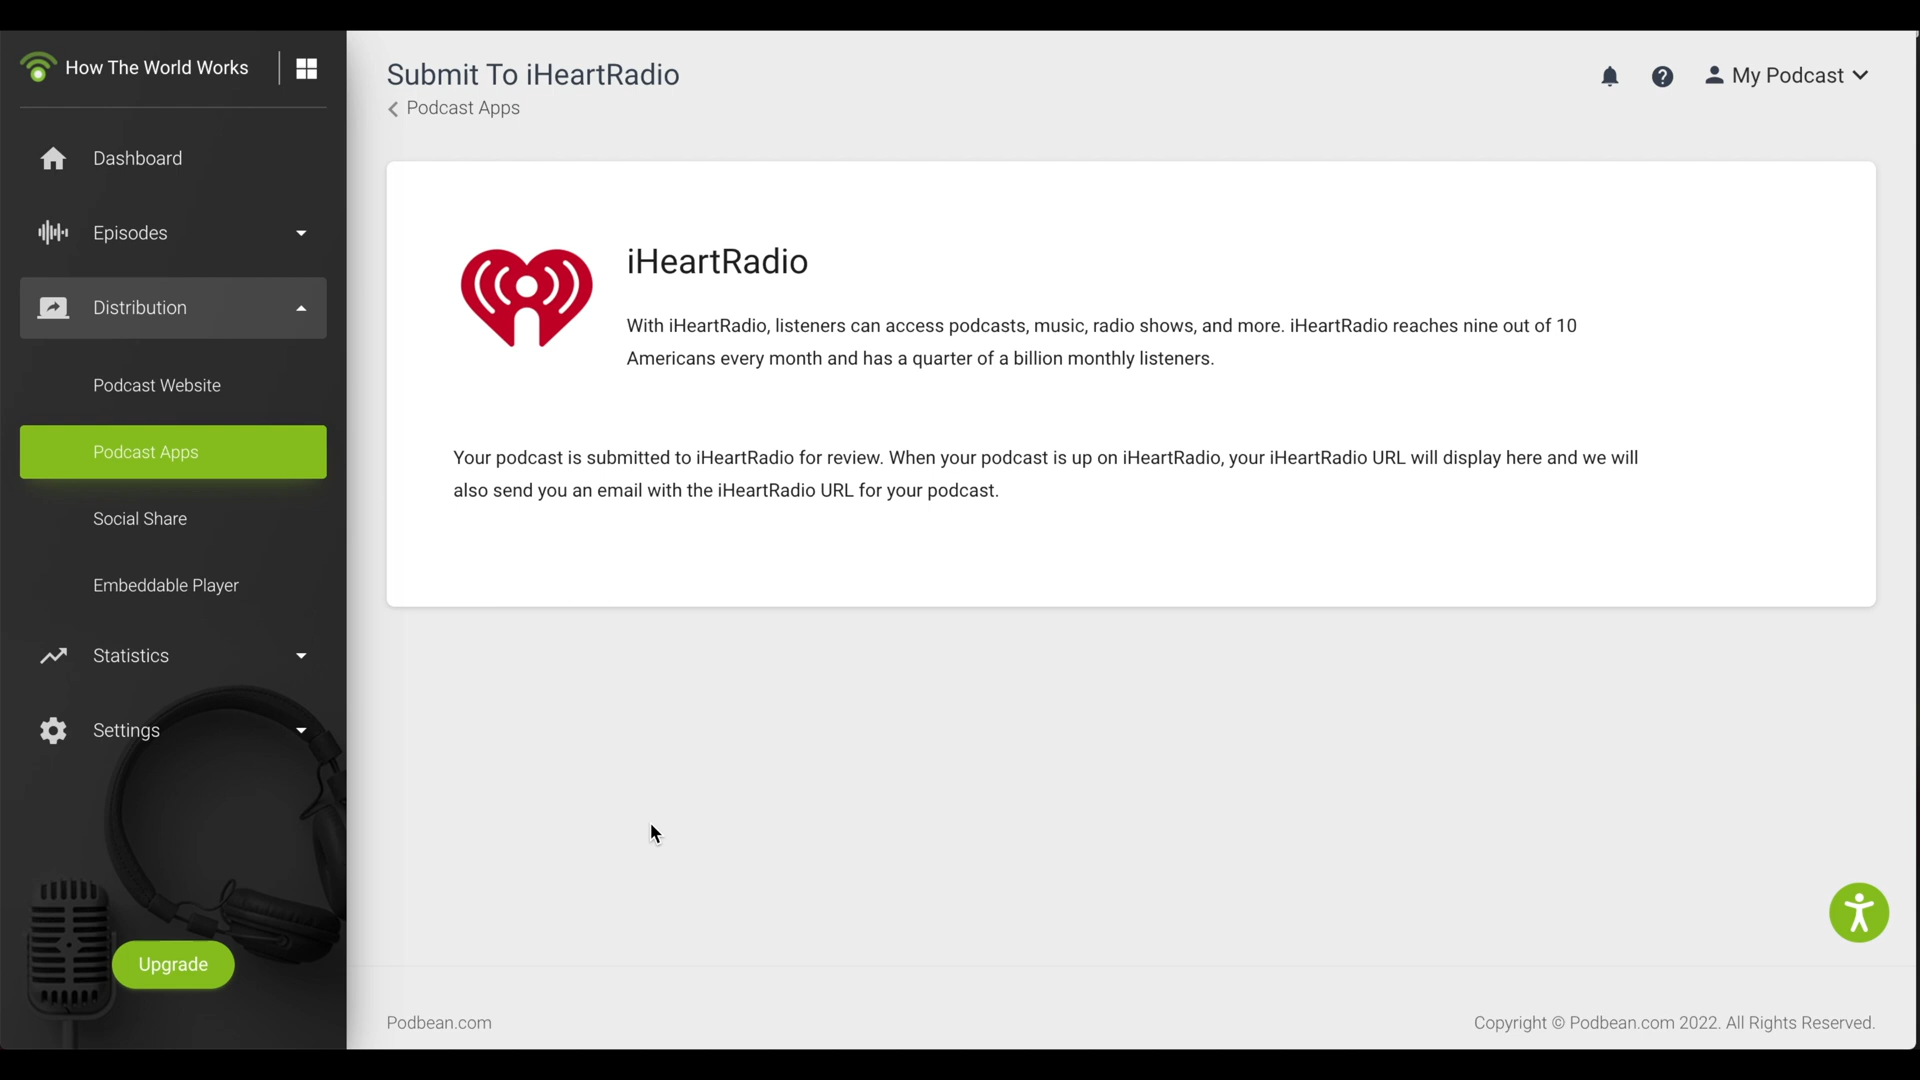 How The World Works
Dashboard
Episodes
Distribution
Podcast Website
Podcast Apps
Social Share
Embeddable Player
Statistics
Settings
Upgrade
Submit To iHeartRadio
Podcast Apps
My Podcast
iHeartRadio
With iHeartRadio, listeners can access podcasts, music, radio shows, and more. iHeartRadio reaches nine out of 10
Americans every month and has a quarter of a billion monthly listeners.
Your podcast is submitted to iHeartRadio for review. When your podcast is up on iHeartRadio, your iHeartRadio URL will display here and we will
also send you an email with the iHeartRadio URL for your podcast.
Podbean.com
Copyright © Podbean.com 2022. All Rights Reserved.